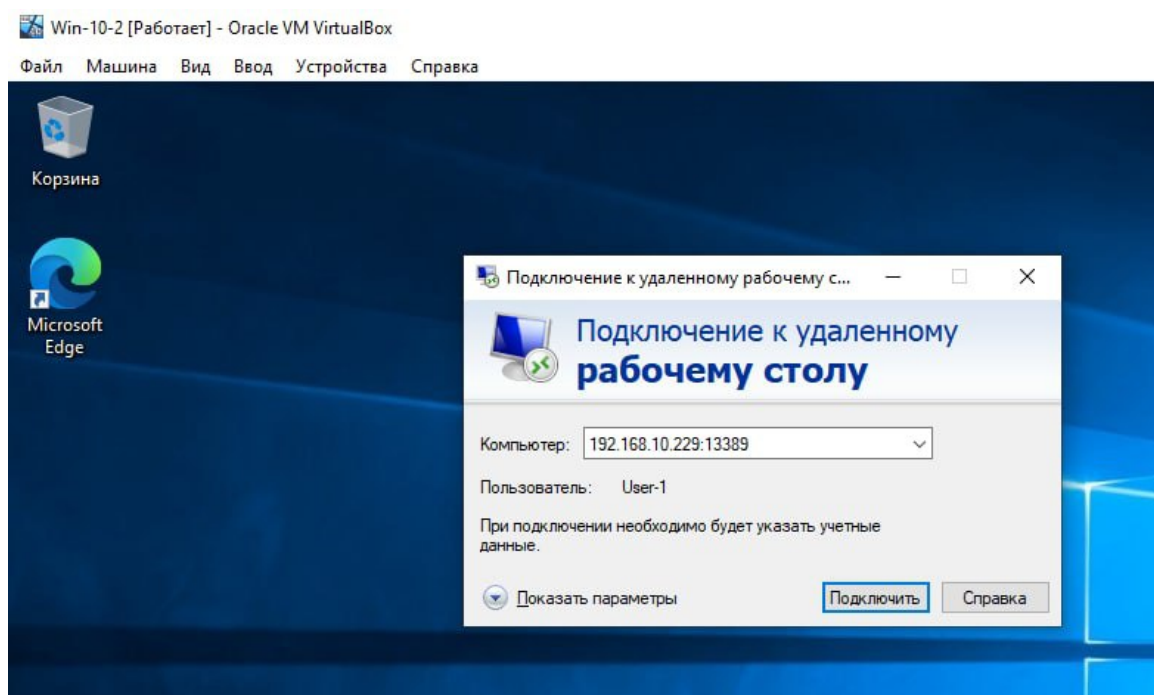 Win-10-2 [Работает] - Oracle VM VirtualBox
Файл Машина Вид Ввод Устройства Справка
Корзина
Microsoft
Edge
Подключение к удаленному рабочему с...
Подключение к удаленному
рабочему столу
Компьютер: 192.168.10.229:13389
Пользователь: User-1
При подключении необходимо будет указать учетные
данные.
Показать параметры Подключить Справка